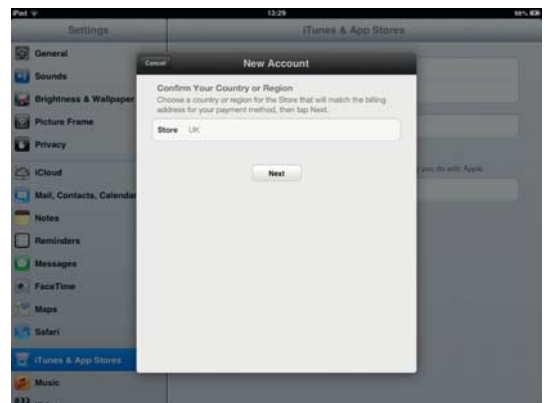 iPad
13:29
98%
Settings
iTunes & App Stores
General
Cancel
New Account
Sounds
Confirm Your Country or Region
Choose a country or region for the Store that will match the billing
address for your payment method, then tap Next.
Brightness & Wallpaper
Picture Frame
Store UK
Privacy
Next
iCloud
you do with Apple.
Mail, Contacts, Calendar
Notes
Reminders
Messages
FaceTime
Maps
Safari
iTunes & App Stores
Music